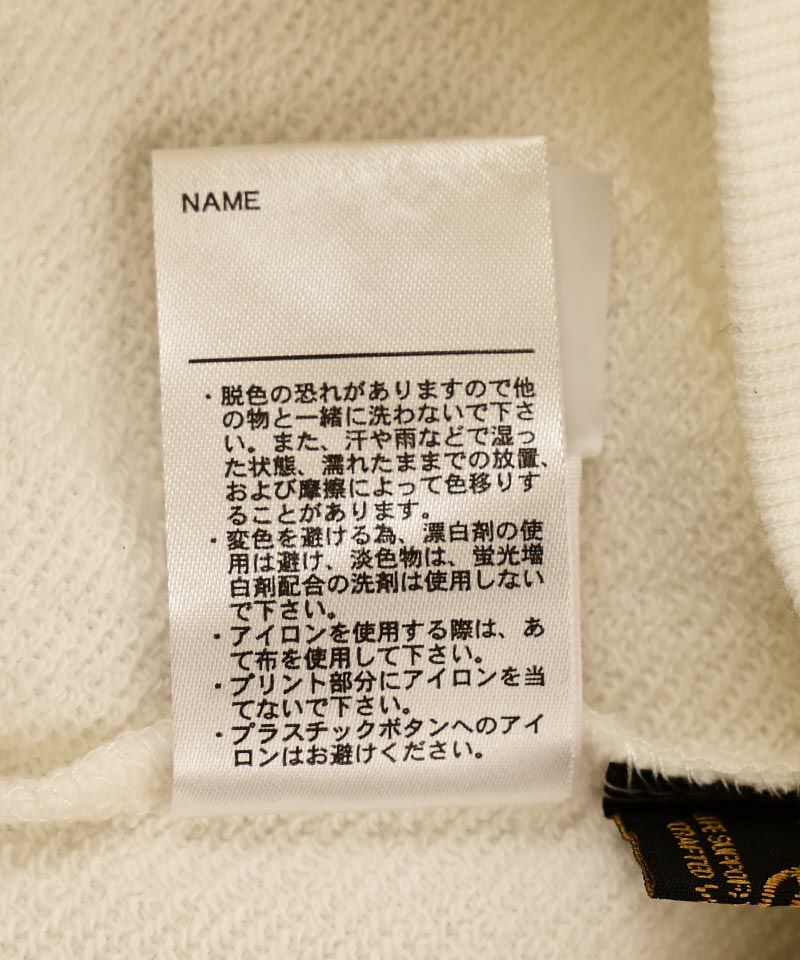 NAME
・脱色の恐れがありますので他
の物と一緒に洗わないで下さ
い。また、汗や雨などで湿っ
た状態、濡れたままでの放置、
および摩擦によって色移りす
ることがあります。
・変色を避ける為、漂白剤の使
用は避け、淡色物は、蛍光増
白剤配合の洗剤は使用しない
で下さい。
・アイロンを使用する際は、あ
て布を使用して下さい。
・プリント部分にアイロンを当
てないで下さい。
・プラスチックボタンへのアイ
ロンはお避けください。